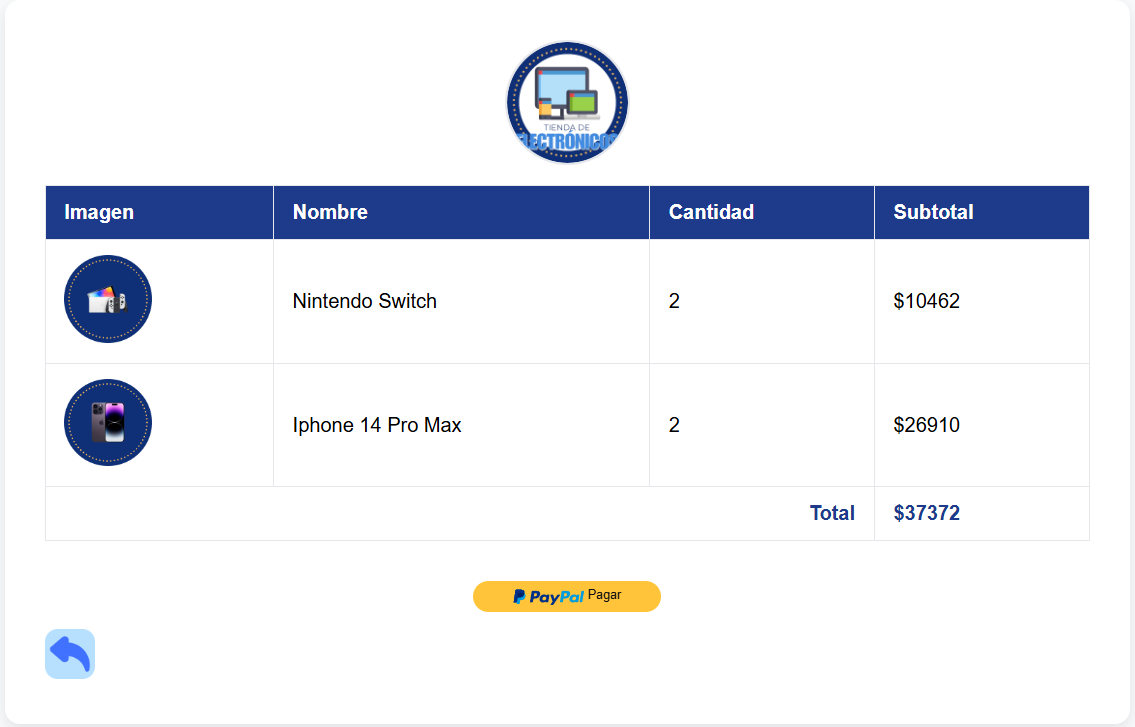 TIENDA DE
ELECTRÓNICOS
Imagen Nombre Cantidad Subtotal
Nintendo Switch 2 $10462
Iphone 14 Pro Max 2 $26910
Total $37372
PayPal Pagar